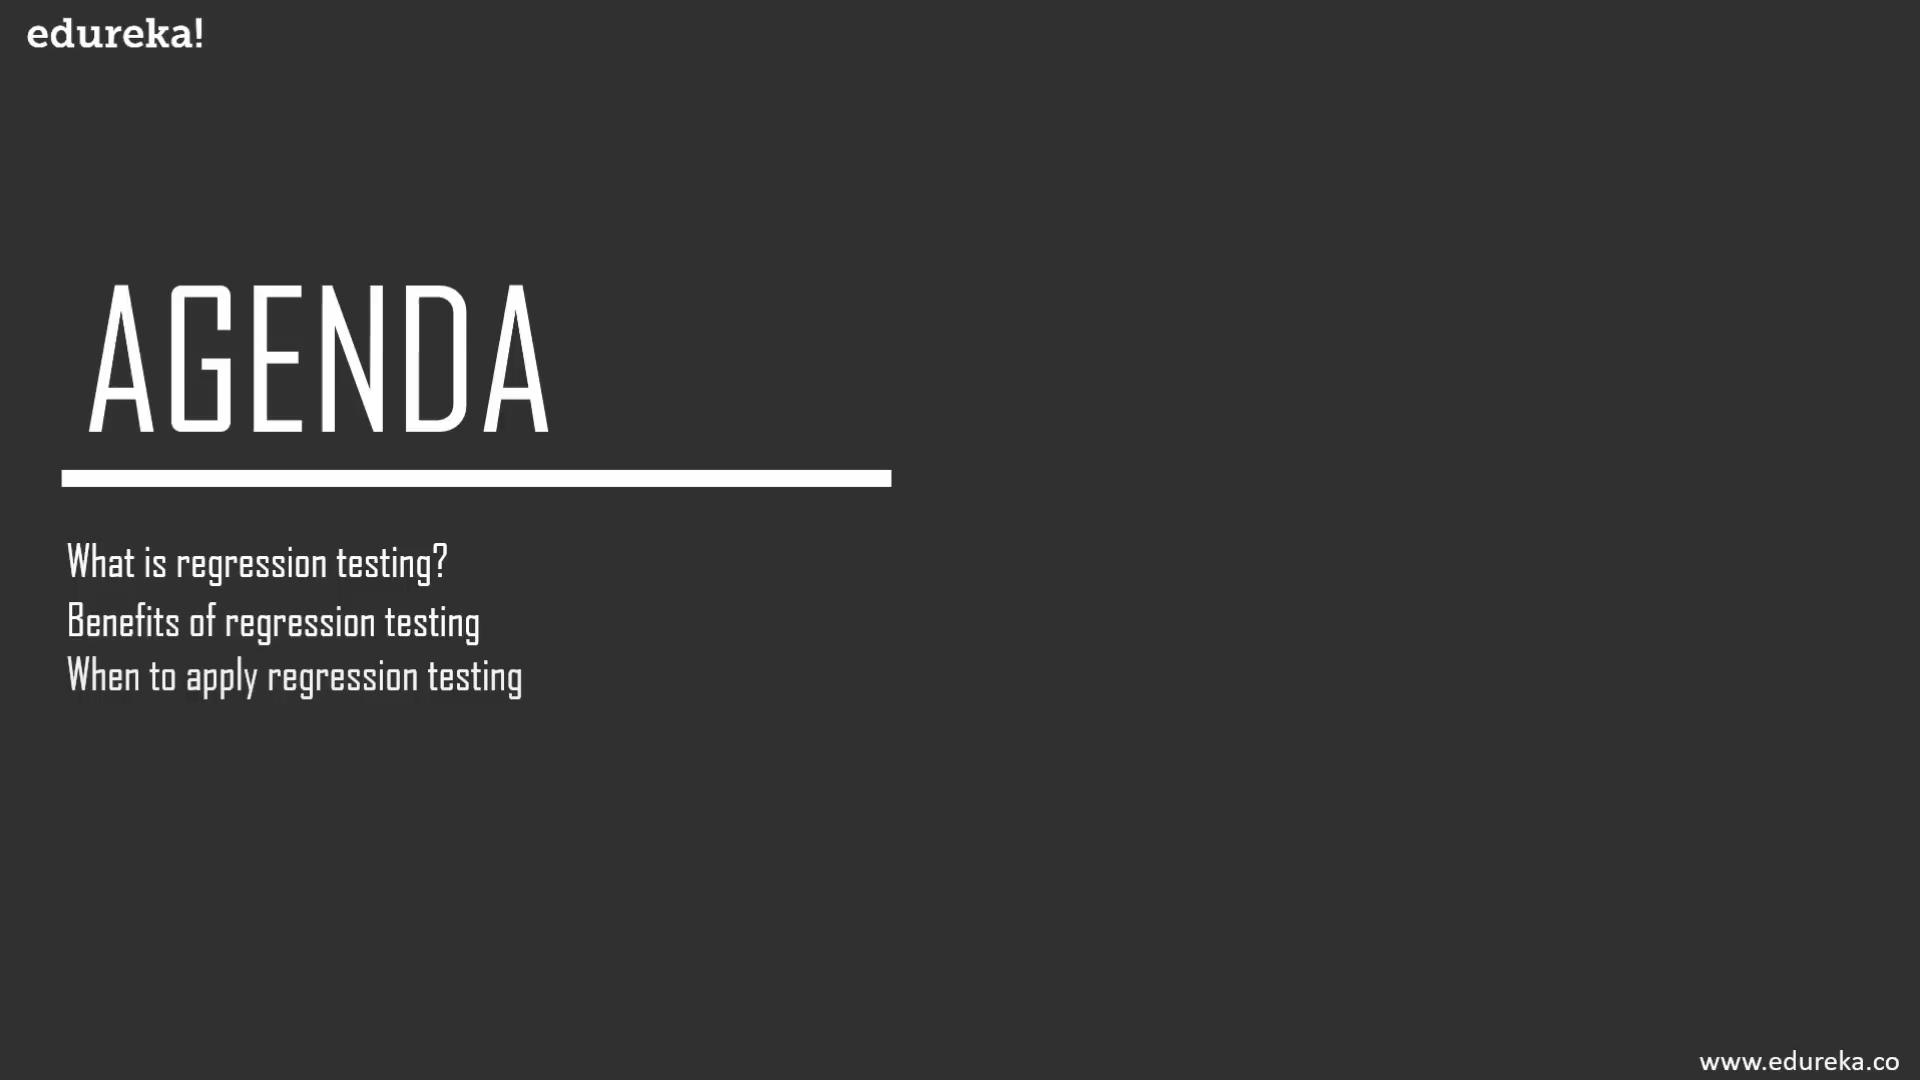 edureka!
AGENDA
What is regression testing?
Benefits of regression testing
When to apply regression testing
www.edureka.co